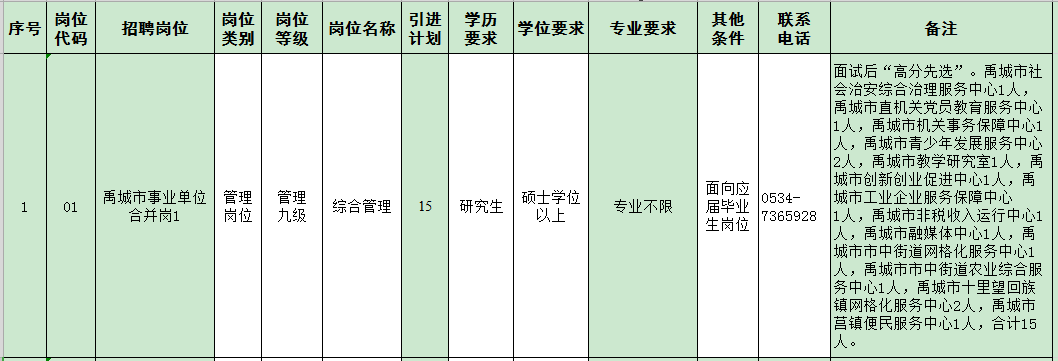 序号 岗位代码 招聘岗位 岗位类别 岗位等级 岗位名称 引进计划 学历要求 学位要求 专业要求 其他条件 联系电话 备注
1
01
禹城市事业单位
合并岗1
管理
岗位
管理
九级
综合管理
15
研究生
硕士学位
以上
专业不限
面向应
届毕业
生岗位
0534-
7365928
面试后“高分先选”。禹城市社
会治安综合治理服务中心1人，
禹城市直机关党员教育服务中心
1人，禹城市机关事务保障中心1
人，禹城市青少年发展服务中心
2人，禹城市教学研究室1人，禹
城市创新创业促进中心1人，禹
城市工业企业服务保障中心
1人，禹城市非税收入运行中心1
人，禹城市融媒体中心1人，禹
城市市中街道网格化服务中心1
人，禹城市市中街道农业综合服
务中心1人，禹城市十里望回族
镇网格化服务中心2人，禹城市
莒镇便民服务中心1人，合计15
人。